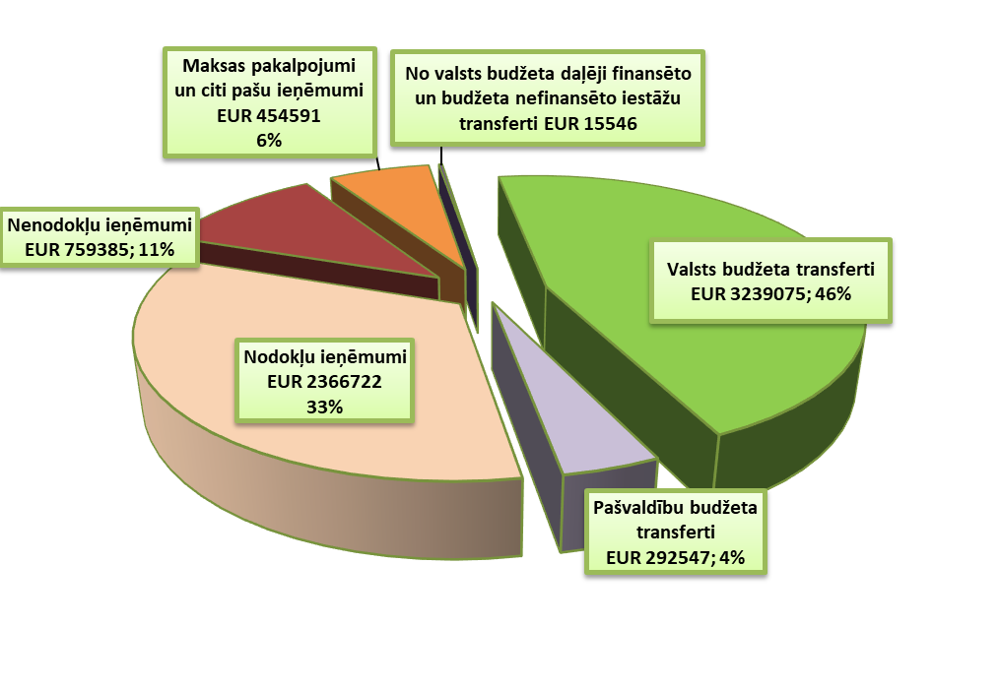 Maksas pakalpojumi
un citi pašu ieņēmumi
EUR 454591
6%
No valsts budžeta daļēji finansēto
un budžeta nefinansēto iestāžu
transferti EUR 15546
Nenodokļu ieņēmumi
EUR 759385; 11%
Valsts budžeta transferti
EUR 3239075; 46%
Nodokļu ieņēmumi
EUR 2366722
33%
Pašvaldību budžeta
transferti
EUR 292547; 4%